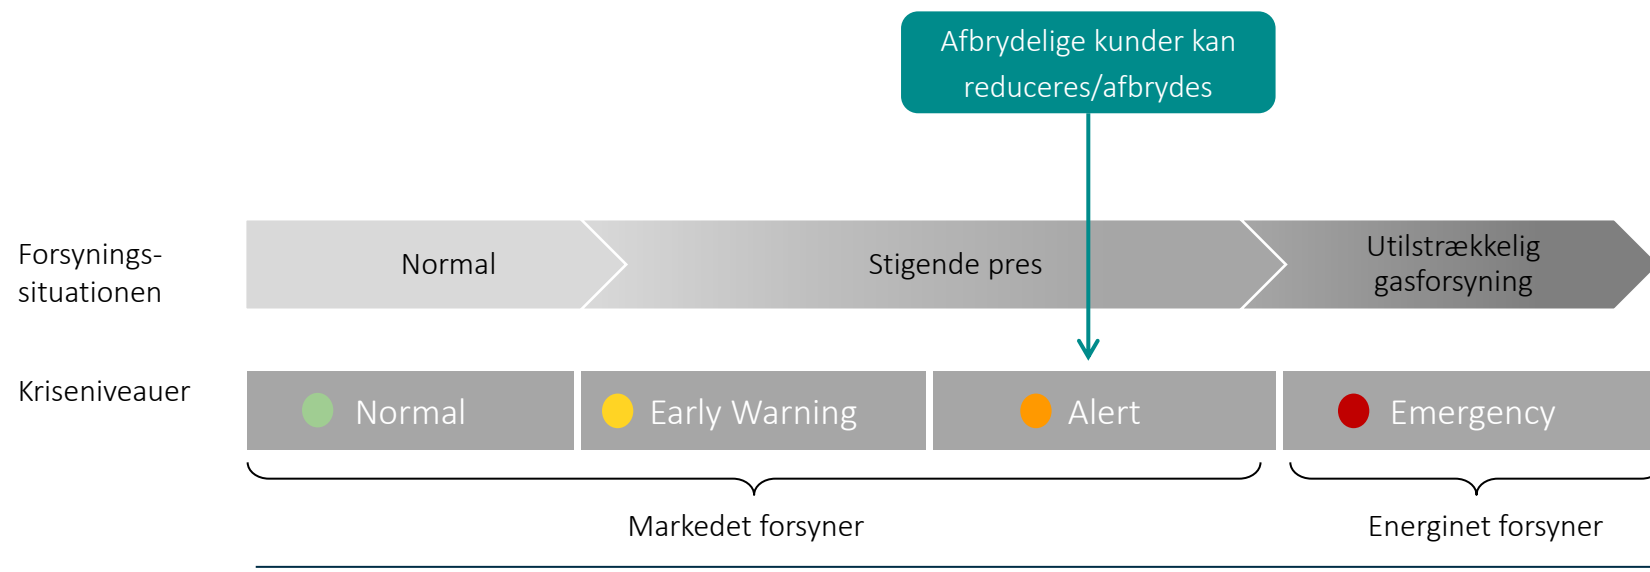 Afbrydelige kunder kan
reduceres/afbrydes
Forsynings-
situationen
Normal
Stigende pres
Utilstrækkelig
gasforsyning
Kriseniveauer
Normal
Early Warning
Alert
Emergency
Markedet forsyner
Energinet forsyner